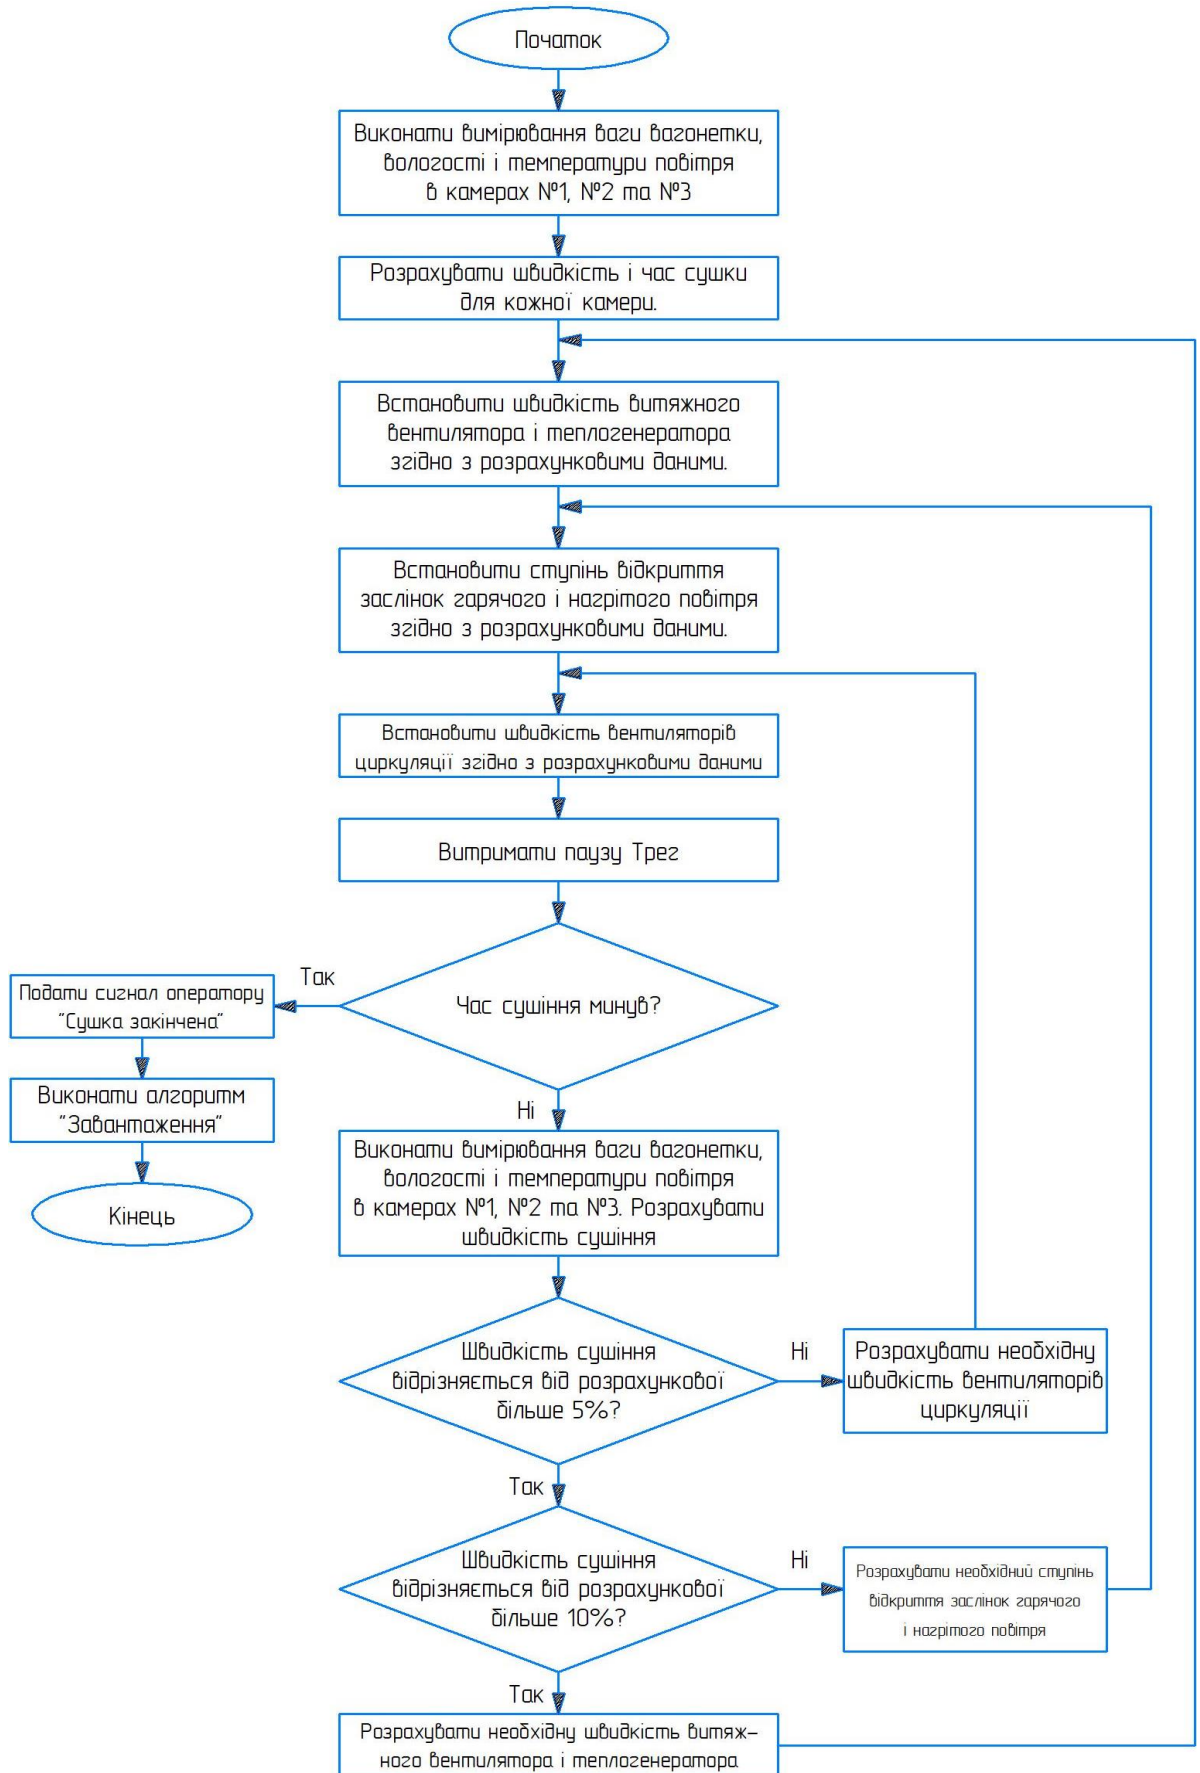 Початок
Виконати вимірювання ваги вагонетки,
вологості і температури повітря
в камерах №1, №2 та №3
Розрахувати швидкість і час сушки
для кожної камери.
Встановити швидкість витяжного
вентилятора і теплогенератора
згідно з розрахунковими даними.
Встановити ступінь відкриття
заслінок гарячого і нагрітого повітря
згідно з розрахунковими даними.
Встановити швидкість вентиляторів
циркуляції згідно з розрахунковими даними
Витримати паузу Трег
Час сушіння минув?
Так
Подати сигнал оператору
"Сушка закінчена"
Виконати алгоритм
"Завантаження"
Кінець
Ні
Виконати вимірювання ваги вагонетки,
вологості і температури повітря
в камерах №1, №2 та №3. Розрахувати
швидкість сушіння
Швидкість сушіння
відрізняється від розрахункової
більше 5%?
Ні
Розрахувати необхідну
швидкість вентиляторів
циркуляції
Так
Швидкість сушіння
відрізняється від розрахункової
більше 10%?
Ні
Розрахувати необхідний ступінь
відкриття заслінок гарячого
і нагрітого повітря
Так
Розрахувати необхідну швидкість витяж-
ного вентилятора і теплогенератора